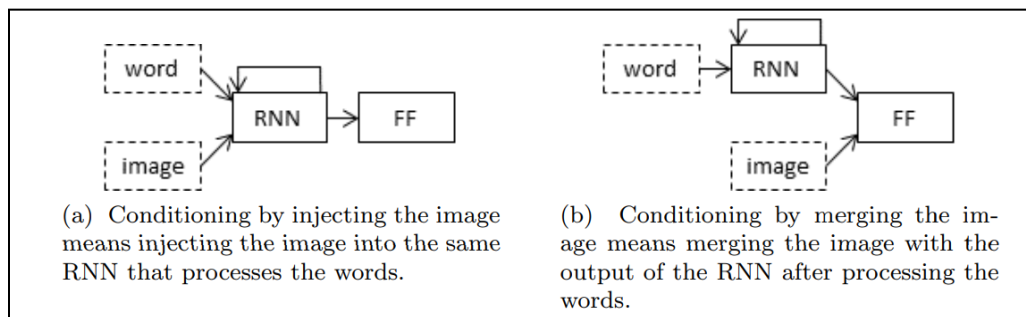 word
RNN
FF
image
(a) Conditioning by injecting the image
means injecting the image into the same
RNN that processes the words.
word
RNN
FF
image
(b) Conditioning by merging the im-
age means merging the image with the
output of the RNN after processing the
words.